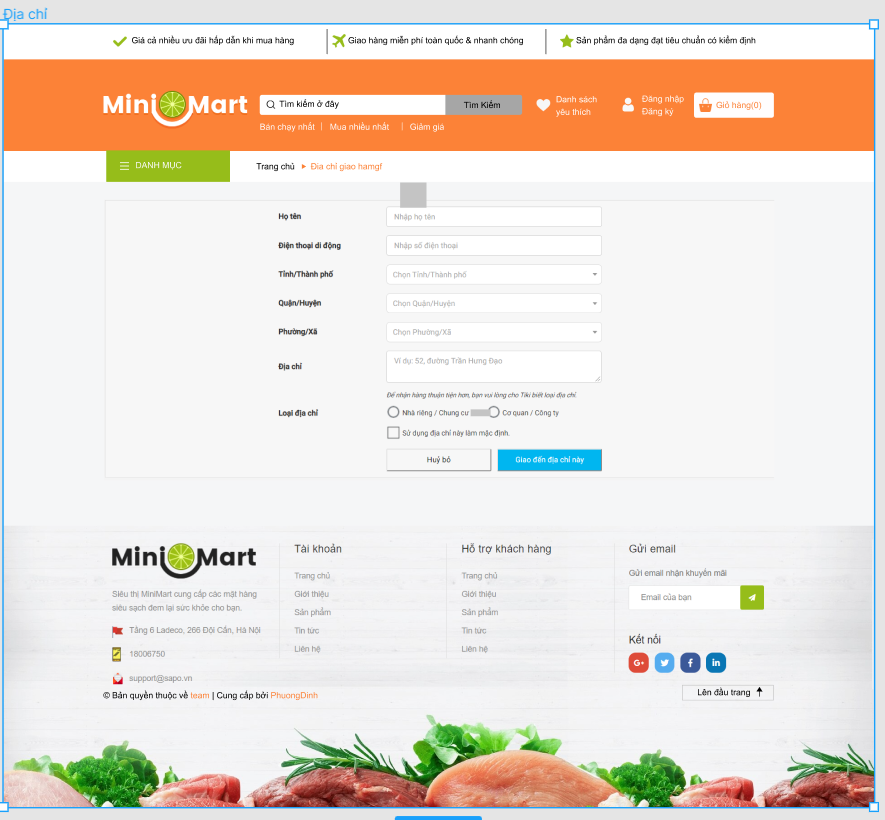 Địa chỉ
Giá cả nhiều ưu đãi hấp dẫn khi mua hàng
Giao hàng miễn phí toàn quốc & nhanh chóng
Sản phẩm đa dạng đạt tiêu chuẩn có kiểm định
Mini Mart
Tìm kiếm ở đây
Tìm Kiếm
Danh sách
yêu thích
Đăng nhập
Đăng ký
Giỏ hàng(0)
Bán chạy nhất | Mua nhiều nhất | Giảm giá
DANH MỤC
Trang chủ
Địa chỉ giao hamgf
Họ tên
Nhập họ tên
Điện thoại di động
Nhập số điện thoại
Tỉnh/Thành phố
Chọn Tỉnh/Thành phố
Quận/Huyện
Chọn Quận/Huyện
Phường/Xã
Chọn Phường/Xã
Địa chỉ
Ví dụ: 52, đường Trần Hưng Đạo
Để nhận hàng thuận tiện hơn, bạn vui lòng cho Tiki biết loại địa chỉ.
Loại địa chỉ
Nhà riêng / Chung cư
Cơ quan / Công ty
Sử dụng địa chỉ này làm mặc định.
Huỷ bỏ
Giao đến địa chỉ này
Mini Mart
Siêu thị MiniMart cung cấp các mặt hàng
siêu sạch đem lại sức khỏe cho bạn.
Tầng 6 Ladeco, 266 Đội Cấn, Hà Nội
18006750
support@sapo.vn
Tài khoản
Trang chủ
Giới thiệu
Sản phẩm
Tin tức
Liên hệ
Hỗ trợ khách hàng
Trang chủ
Giới thiệu
Sản phẩm
Tin tức
Liên hệ
Gửi email
Gửi email nhận khuyến mãi
Email của bạn
Kết nối
G+
f
in
© Bản quyền thuộc về team | Cung cấp bởi PhuongDinh
Lên đầu trang